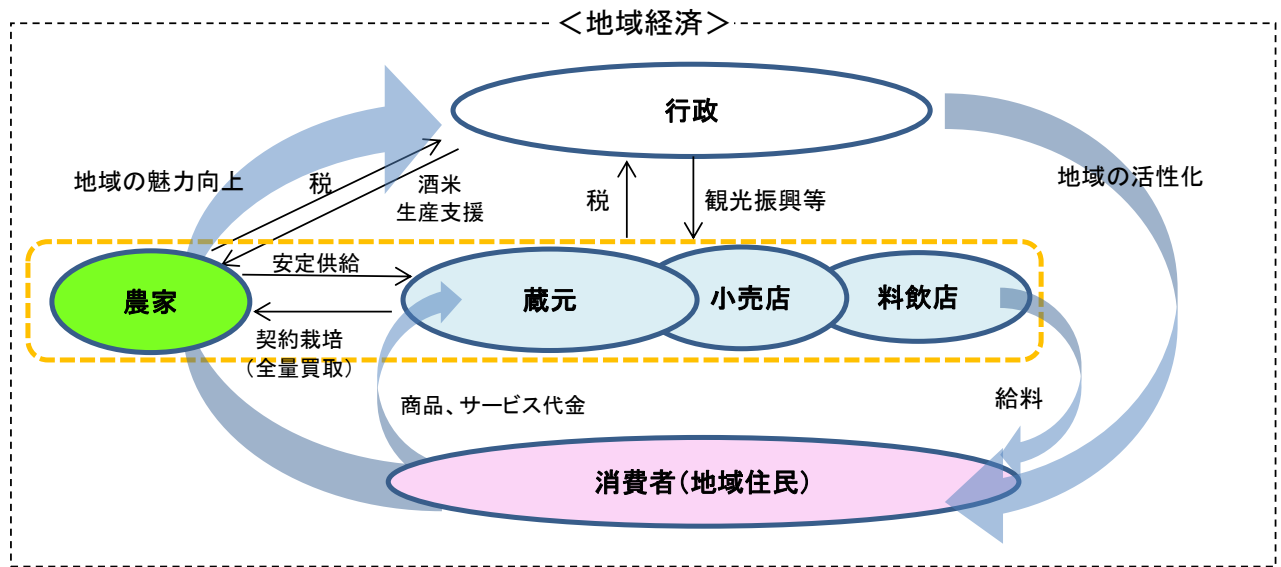 ＜地域経済＞
行政
地域の魅力向上
税
酒米
生産支援
税
観光振興等
地域の活性化
農家
安定供給
契約栽培
（全量買取）
蔵元
小売店
料飲店
商品、サービス代金
給料
消費者（地域住民）